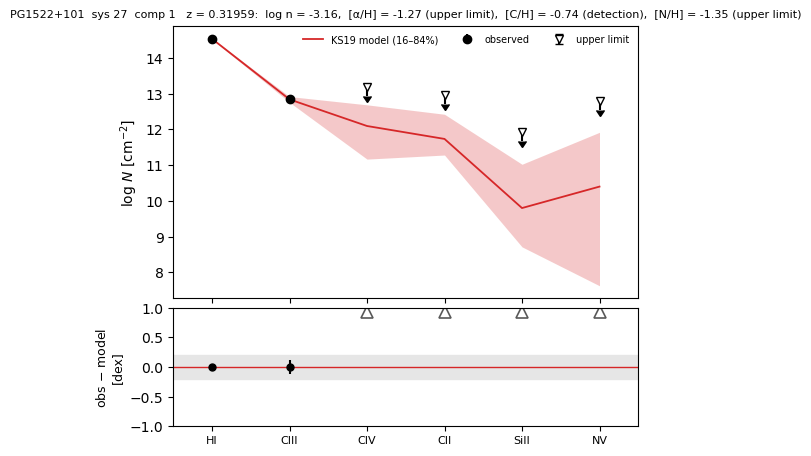 PG1522+101  sys 27  comp 1   z = 0.31959:  log n = -3.16,  [α/H] = -1.27 (upper limit),  [C/H] = -0.74 (detection),  [N/H] = -1.35 (upper limit)
KS19 model (16–84%)
observed
upper limit
14
13
12
11
10
9
8
log N [cm⁻²]
1.0
0.5
0.0
−0.5
−1.0
obs − model
[dex]
HI
CIII
CIV
CII
SiII
NV